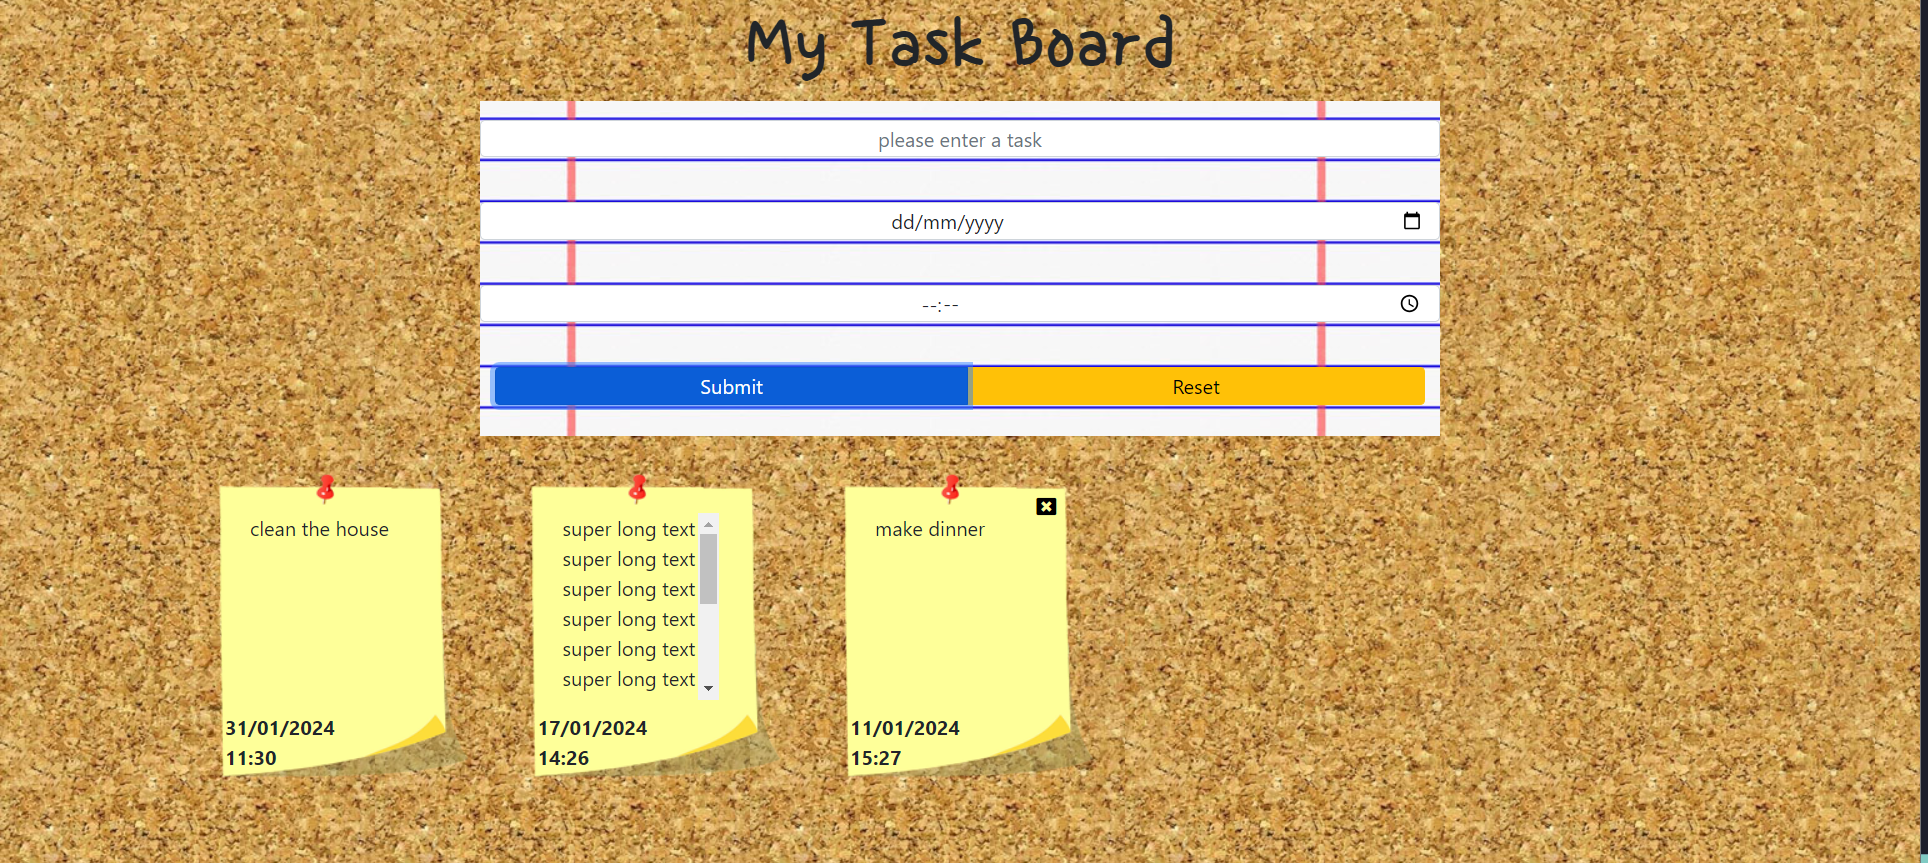 My Task Board
please enter a task
dd/mm/yyyy
--:--
Submit
Reset
clean the house
31/01/2024
11:30
super long text
super long text
super long text
super long text
super long text
super long text
17/01/2024
14:26
make dinner
11/01/2024
15:27